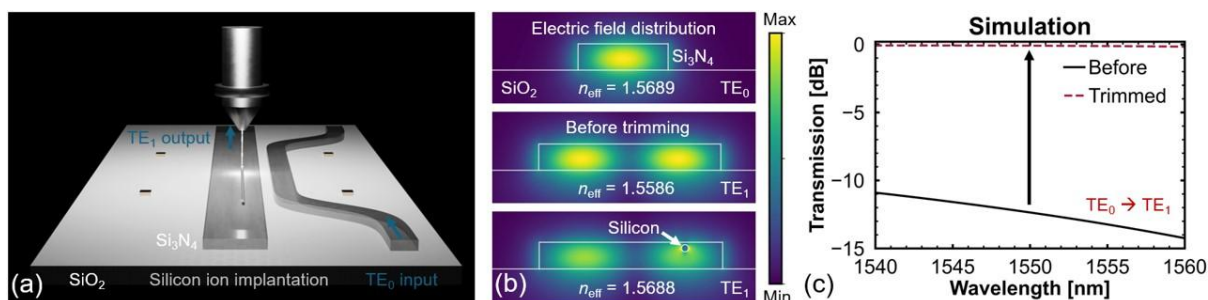 TE₁ output
Si₃N₄
SiO₂
Silicon ion implantation
TE₀ input
(a)
Electric field distribution
Si₃N₄
SiO₂
nₑff = 1.5689
TE₀
Before trimming
nₑff = 1.5586
TE₁
Silicon
nₑff = 1.5688
TE₁
(b)
Max
Min
Simulation
Transmission [dB]
0
−5
−10
−15
Before
Trimmed
TE₀ → TE₁
1540 1545 1550 1555 1560
Wavelength [nm]
(c)